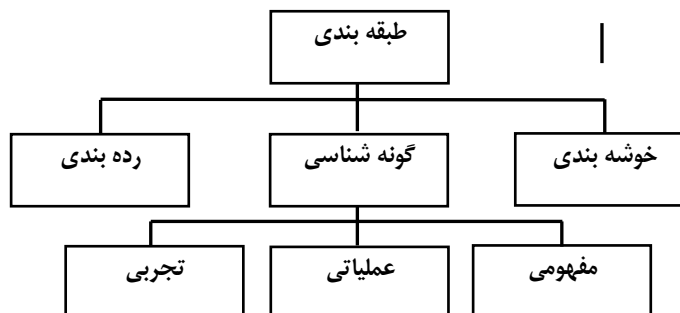 طبقه بندی
خوشه بندی
گونه شناسی
رده بندی
مفهومی
عملیاتی
تجربی